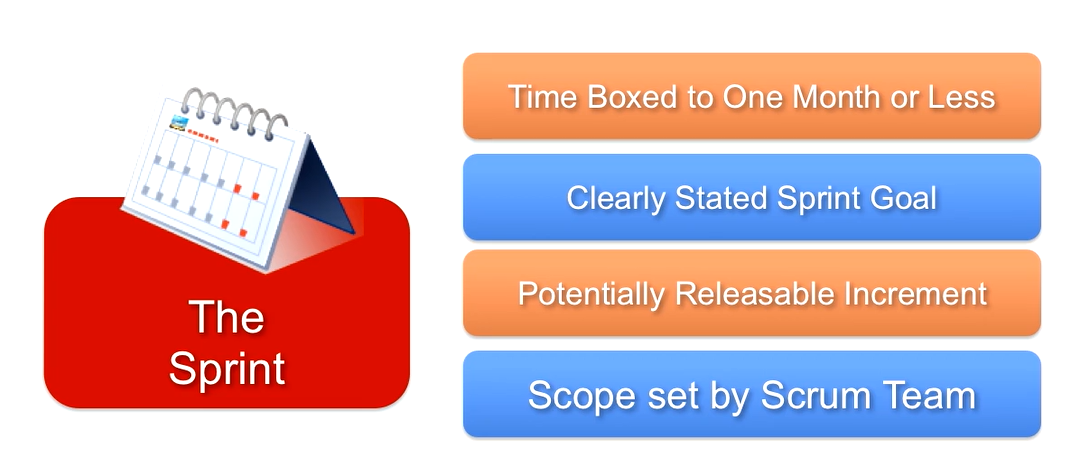 The
Sprint
Time Boxed to One Month or Less
Clearly Stated Sprint Goal
Potentially Releasable Increment
Scope set by Scrum Team